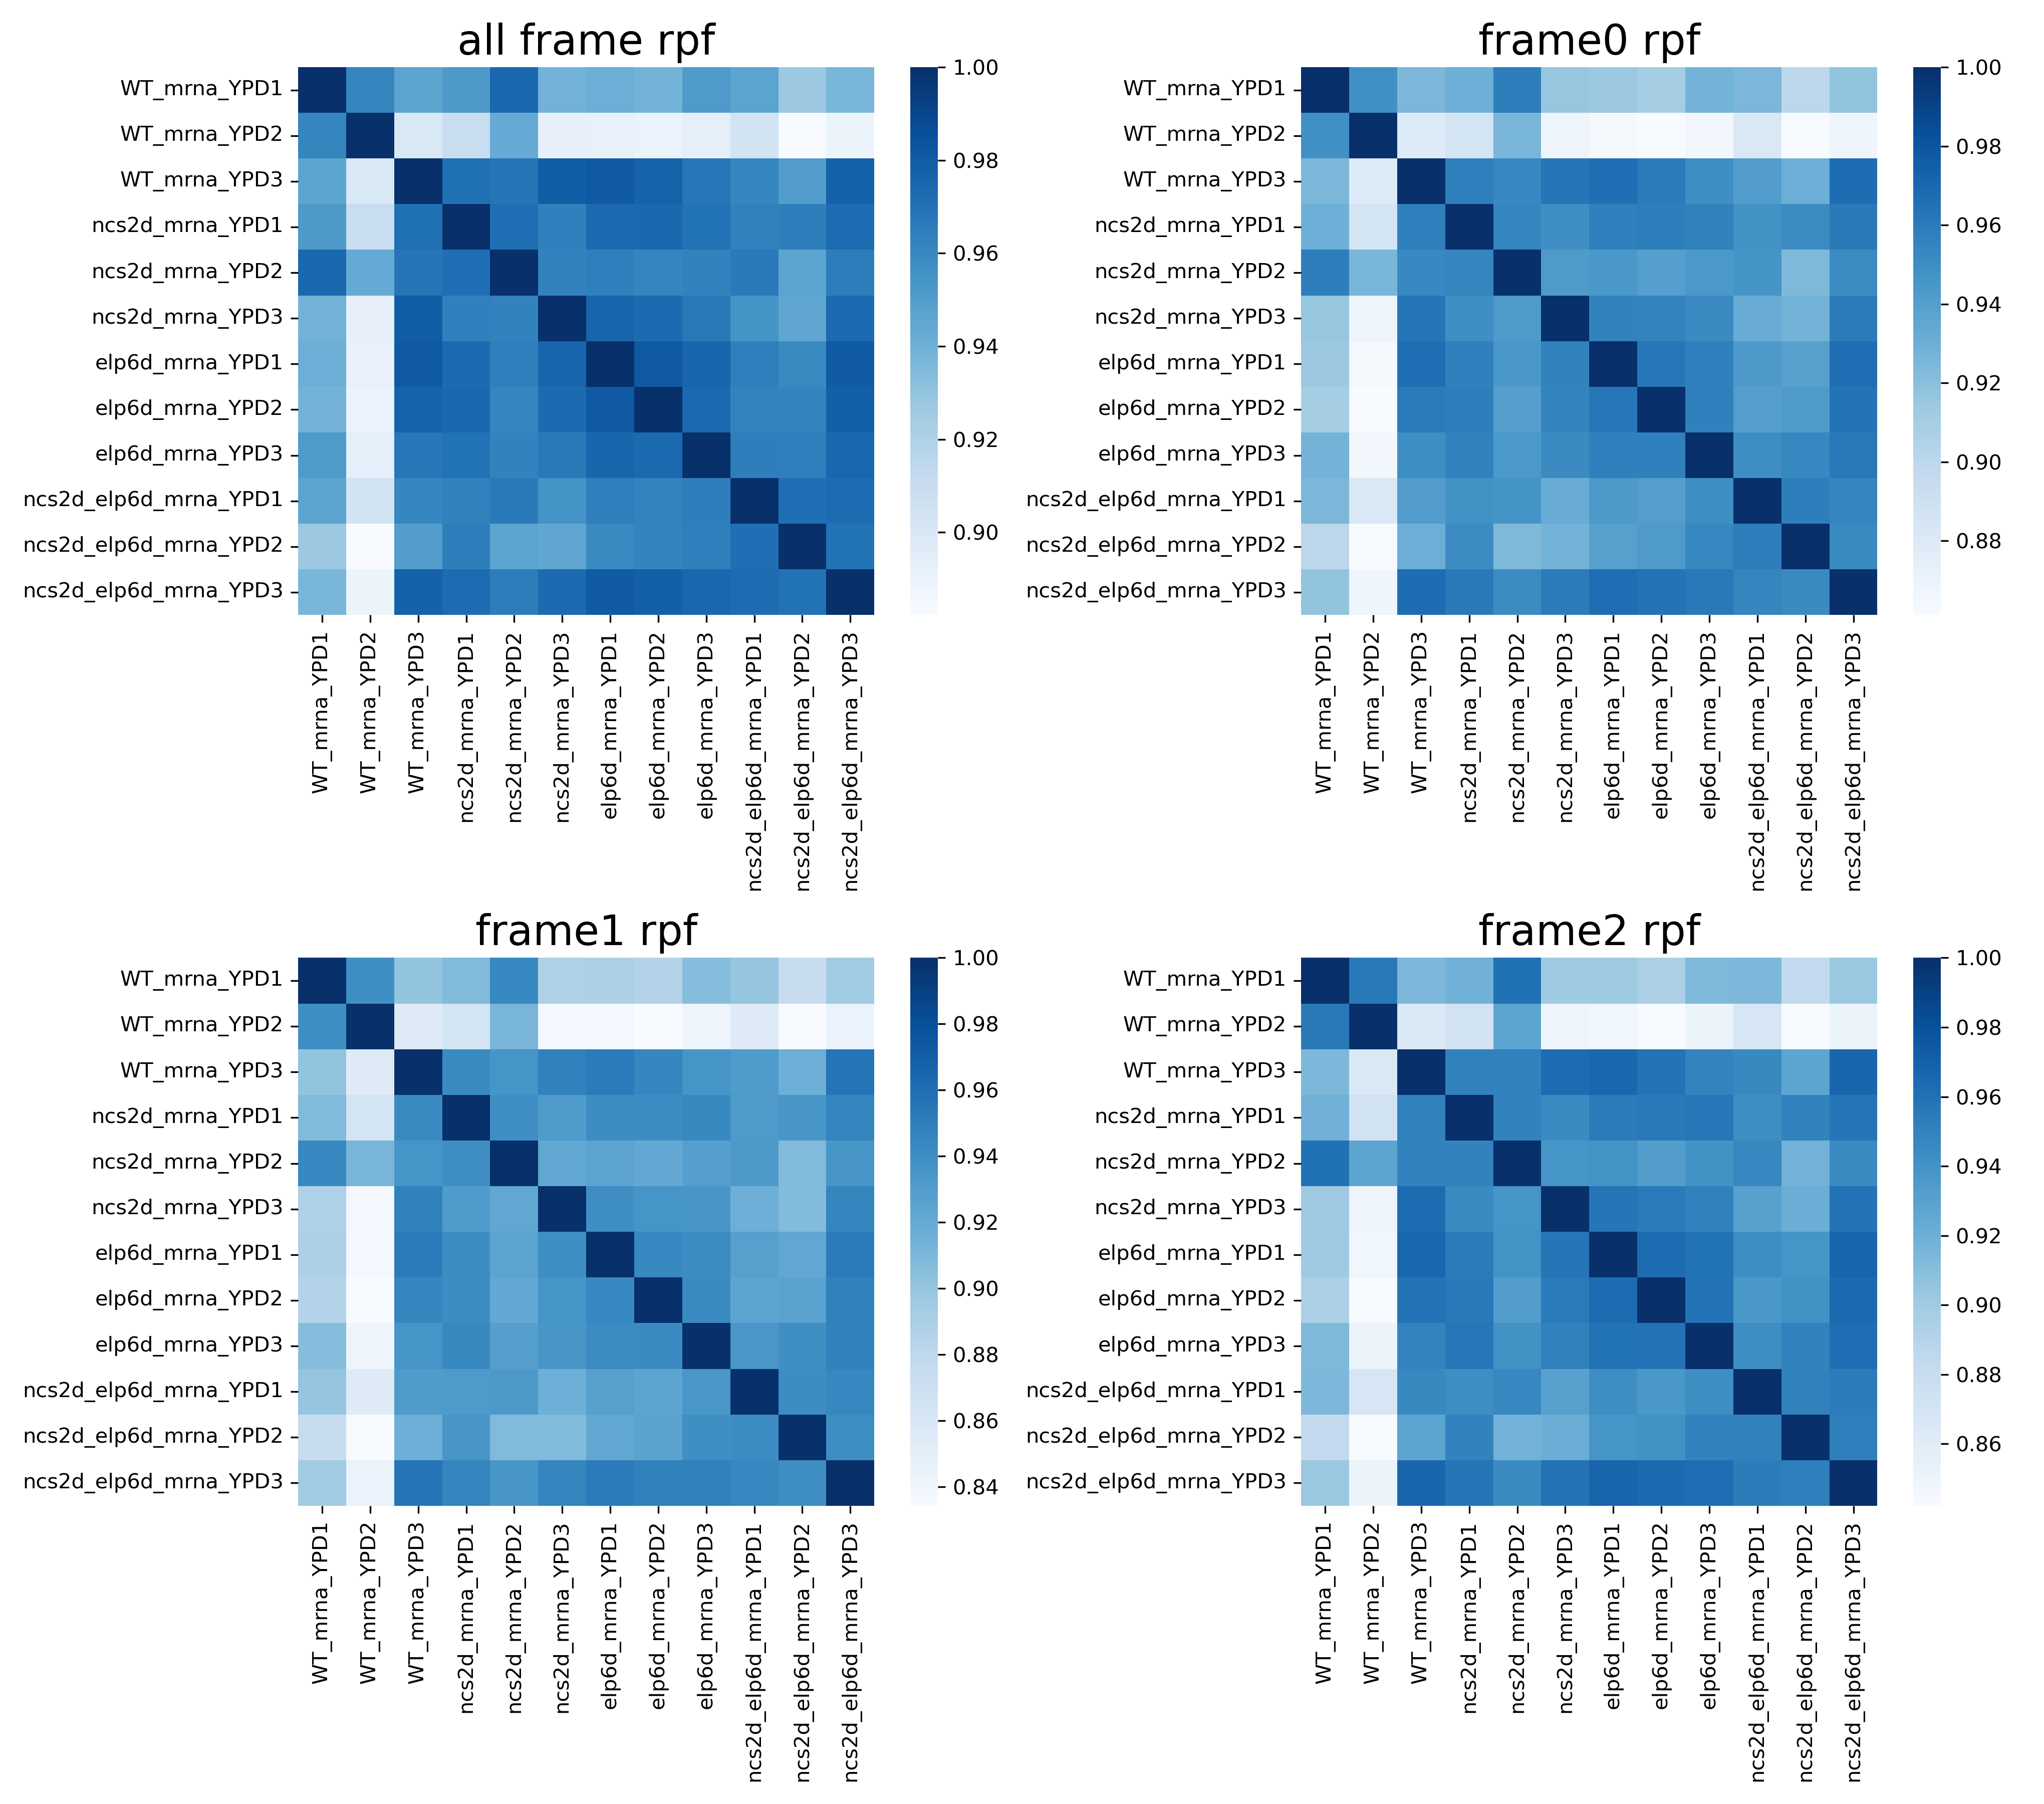 all frame rpf
WT_mrna_YPD1
WT_mrna_YPD2
WT_mrna_YPD3
ncs2d_mrna_YPD1
ncs2d_mrna_YPD2
ncs2d_mrna_YPD3
elp6d_mrna_YPD1
elp6d_mrna_YPD2
elp6d_mrna_YPD3
ncs2d_elp6d_mrna_YPD1
ncs2d_elp6d_mrna_YPD2
ncs2d_elp6d_mrna_YPD3
WT_mrna_YPD1
WT_mrna_YPD2
WT_mrna_YPD3
ncs2d_mrna_YPD1
ncs2d_mrna_YPD2
ncs2d_mrna_YPD3
elp6d_mrna_YPD1
elp6d_mrna_YPD2
elp6d_mrna_YPD3
ncs2d_elp6d_mrna_YPD1
ncs2d_elp6d_mrna_YPD2
ncs2d_elp6d_mrna_YPD3
1.00
0.98
0.96
0.94
0.92
0.90
frame0 rpf
WT_mrna_YPD1
WT_mrna_YPD2
WT_mrna_YPD3
ncs2d_mrna_YPD1
ncs2d_mrna_YPD2
ncs2d_mrna_YPD3
elp6d_mrna_YPD1
elp6d_mrna_YPD2
elp6d_mrna_YPD3
ncs2d_elp6d_mrna_YPD1
ncs2d_elp6d_mrna_YPD2
ncs2d_elp6d_mrna_YPD3
WT_mrna_YPD1
WT_mrna_YPD2
WT_mrna_YPD3
ncs2d_mrna_YPD1
ncs2d_mrna_YPD2
ncs2d_mrna_YPD3
elp6d_mrna_YPD1
elp6d_mrna_YPD2
elp6d_mrna_YPD3
ncs2d_elp6d_mrna_YPD1
ncs2d_elp6d_mrna_YPD2
ncs2d_elp6d_mrna_YPD3
1.00
0.98
0.96
0.94
0.92
0.90
0.88
frame1 rpf
WT_mrna_YPD1
WT_mrna_YPD2
WT_mrna_YPD3
ncs2d_mrna_YPD1
ncs2d_mrna_YPD2
ncs2d_mrna_YPD3
elp6d_mrna_YPD1
elp6d_mrna_YPD2
elp6d_mrna_YPD3
ncs2d_elp6d_mrna_YPD1
ncs2d_elp6d_mrna_YPD2
ncs2d_elp6d_mrna_YPD3
WT_mrna_YPD1
WT_mrna_YPD2
WT_mrna_YPD3
ncs2d_mrna_YPD1
ncs2d_mrna_YPD2
ncs2d_mrna_YPD3
elp6d_mrna_YPD1
elp6d_mrna_YPD2
elp6d_mrna_YPD3
ncs2d_elp6d_mrna_YPD1
ncs2d_elp6d_mrna_YPD2
ncs2d_elp6d_mrna_YPD3
1.00
0.98
0.96
0.94
0.92
0.90
0.88
0.86
0.84
frame2 rpf
WT_mrna_YPD1
WT_mrna_YPD2
WT_mrna_YPD3
ncs2d_mrna_YPD1
ncs2d_mrna_YPD2
ncs2d_mrna_YPD3
elp6d_mrna_YPD1
elp6d_mrna_YPD2
elp6d_mrna_YPD3
ncs2d_elp6d_mrna_YPD1
ncs2d_elp6d_mrna_YPD2
ncs2d_elp6d_mrna_YPD3
WT_mrna_YPD1
WT_mrna_YPD2
WT_mrna_YPD3
ncs2d_mrna_YPD1
ncs2d_mrna_YPD2
ncs2d_mrna_YPD3
elp6d_mrna_YPD1
elp6d_mrna_YPD2
elp6d_mrna_YPD3
ncs2d_elp6d_mrna_YPD1
ncs2d_elp6d_mrna_YPD2
ncs2d_elp6d_mrna_YPD3
1.00
0.98
0.96
0.94
0.92
0.90
0.88
0.86